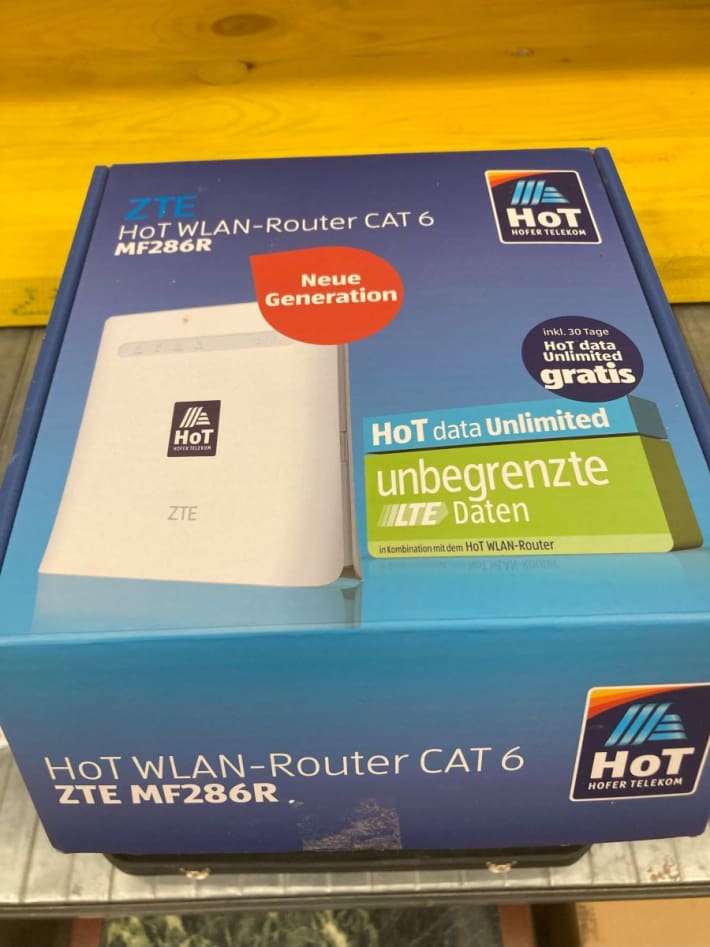 ZTE
HoT WLAN-Router CAT 6
MF286R
HoT
HOFER TELEKOM
Neue
Generation
inkl. 30 Tage
HoT data
Unlimited
gratis
HoT
HOFER TELEKOM
ZTE
HoT data Unlimited
unbegrenzte
LTE Daten
in Kombination mit dem HoT WLAN-Router
HoT WLAN-Router CAT 6
ZTE MF286R
HoT
HOFER TELEKOM